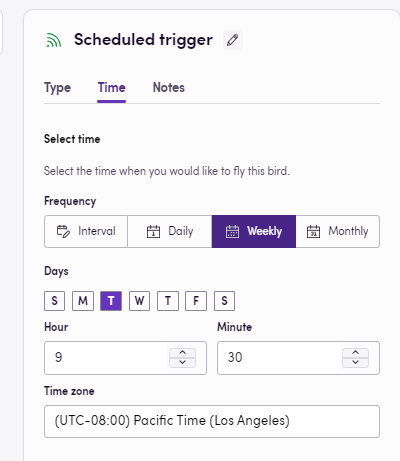 Scheduled trigger
Type Time Notes
Select time
Select the time when you would like to fly this bird.
Frequency
Interval Daily Weekly Monthly
Days
S M T W T F S
Hour Minute
9 30
Time zone
(UTC-08:00) Pacific Time (Los Angeles)